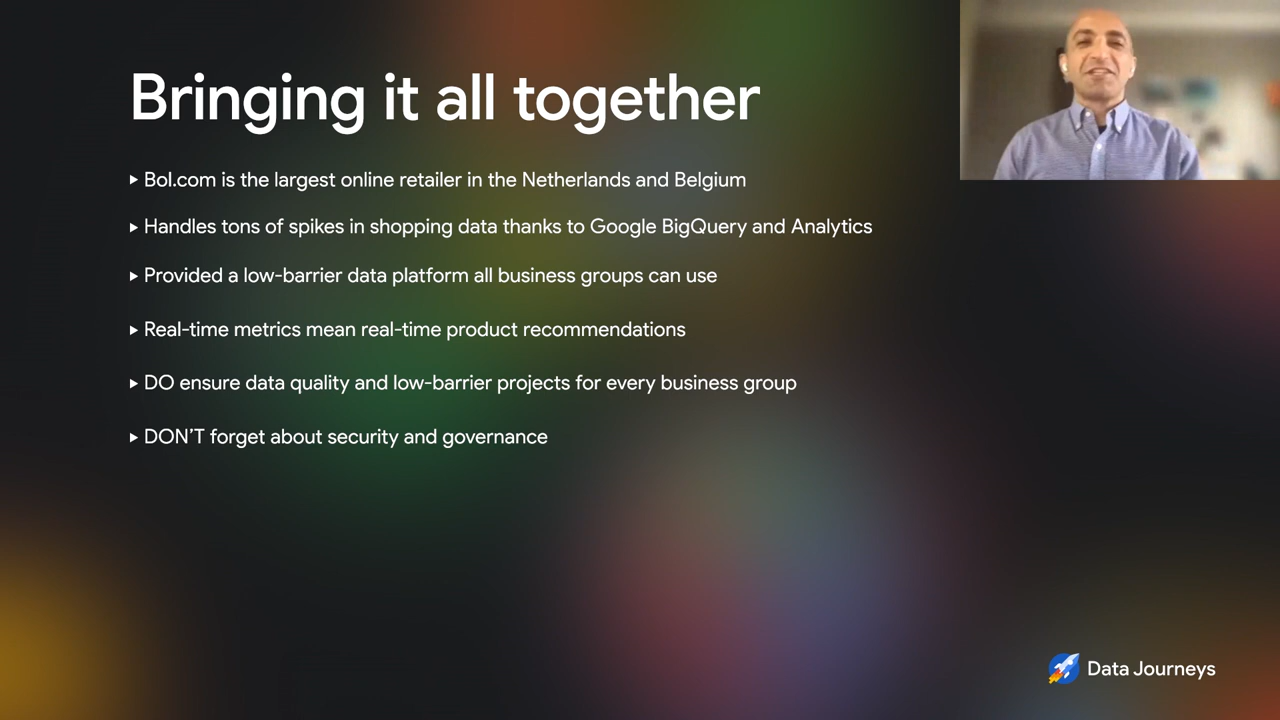 Bringing it all together
Bol.com is the largest online retailer in the Netherlands and Belgium
Handles tons of spikes in shopping data thanks to Google BigQuery and Analytics
Provided a low-barrier data platform all business groups can use
Real-time metrics mean real-time product recommendations
DO ensure data quality and low-barrier projects for every business group
DON’T forget about security and governance
Data Journeys